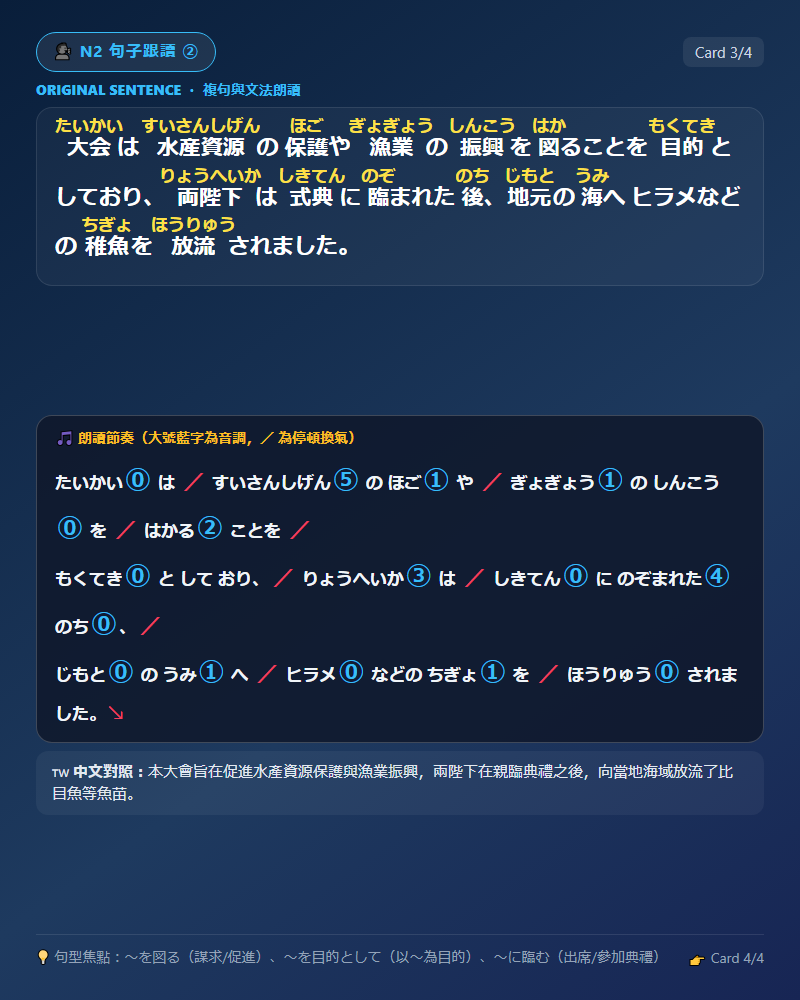 N2 句子跟讀 ②
Card 3/4
ORIGINAL SENTENCE · 複句與文法朗讀
たいかい すいさんしげん ほご ぎょぎょう しんこう はか もくてき
大会 は 水産資源 の 保護や 漁業 の 振興 を 図ることを 目的 と
りょうへいか しきてん のぞ のち じもと うみ
しており、 両陛下 は 式典 に 臨まれた 後、地元の 海へ ヒラメなど
ちぎょ ほうりゅう
の 稚魚を 放流 されました。
🎵 朗讀節奏（大號藍字為音調，／ 為停頓換氣）
たいかい⓪ は ／ すいさんしげん⑤ の ほご① や ／ ぎょぎょう① の しんこう
⓪ を ／ はかる② ことを ／
もくてき⓪ と して おり、／ りょうへいか③ は ／ しきてん⓪ に のぞまれた④
のち⓪、／
じもと⓪ の うみ① へ ／ ヒラメ⓪ などの ちぎょ① を ／ ほうりゅう⓪ されま
した。↘
TW 中文對照：本大會旨在促進水產資源保護與漁業振興，兩陛下在親臨典禮之後，向當地海域放流了比
目魚等魚苗。
💡 句型焦點：～を図る（謀求/促進）、～を目的として（以～為目的）、～に臨む（出席/參加典禮）
👉 Card 4/4